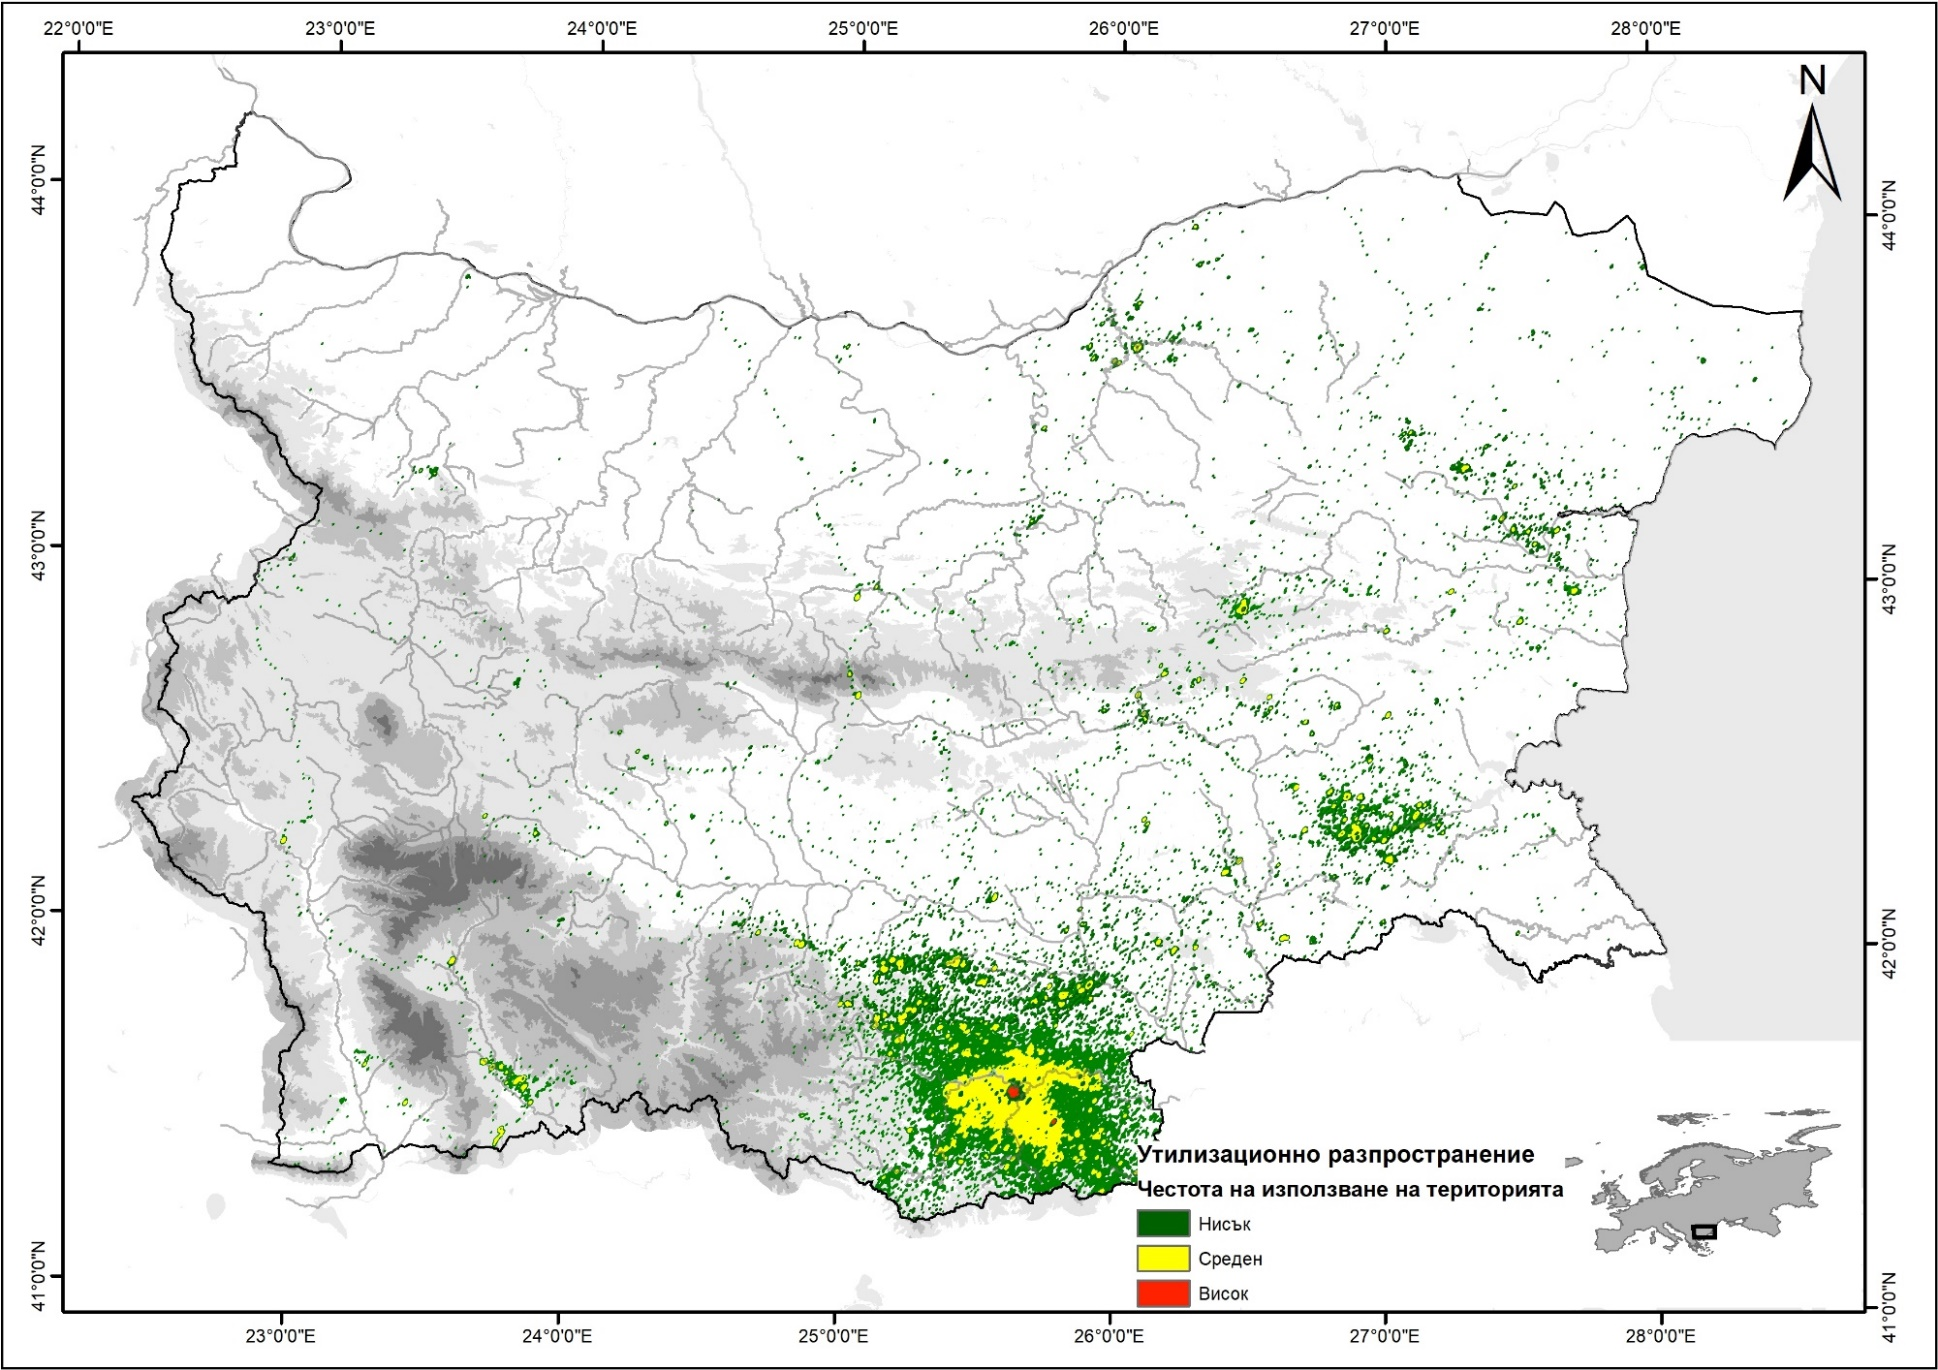 22°0'0"E 23°0'0"E 24°0'0"E 25°0'0"E 26°0'0"E 27°0'0"E 28°0'0"E
N
44°0'0"N
44°0'0"N
43°0'0"N
43°0'0"N
42°0'0"N
42°0'0"N
41°0'0"N
41°0'0"N
Утилизационно разпространение
Честота на използване на територията
Нисък
Среден
Висок
23°0'0"E 24°0'0"E 25°0'0"E 26°0'0"E 27°0'0"E 28°0'0"E